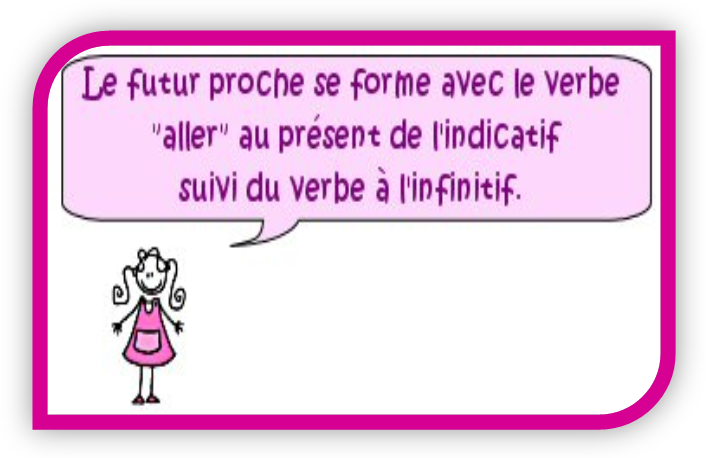 Le futur proche se forme avec le verbe
"aller" au présent de l'indicatif
suivi du verbe à l'infinitif.